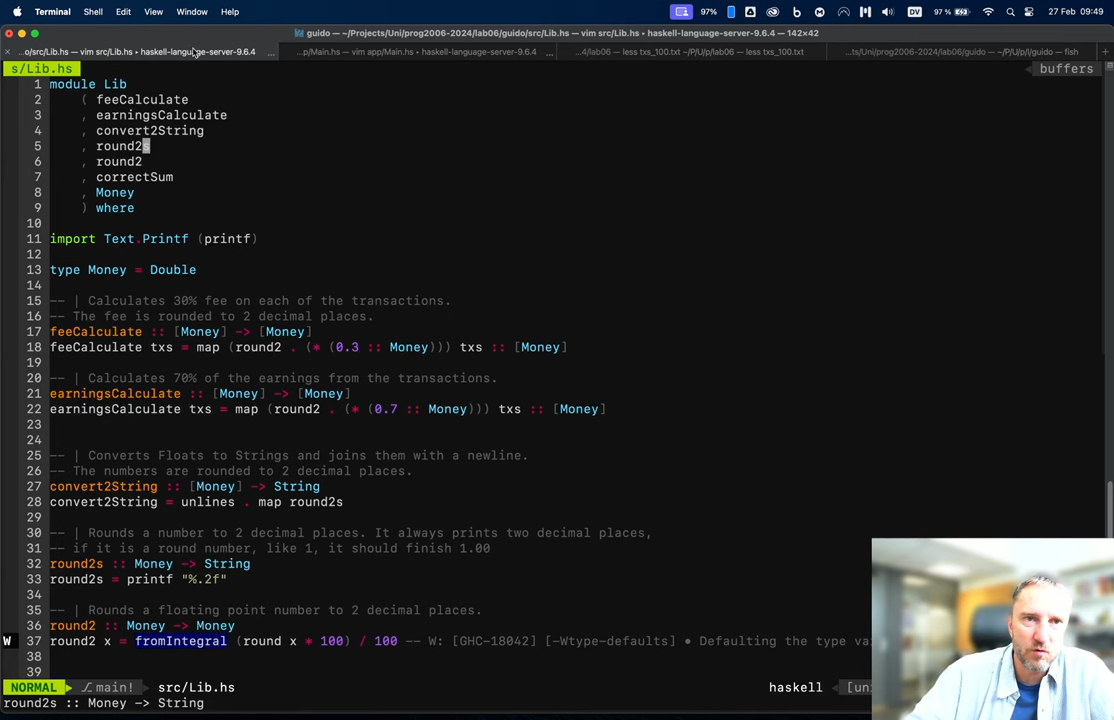 Terminal Shell Edit View Window Help 97% 97 % DV 27 Feb 09:49
guido — ~/Projects/Uni/prog2006-2024/lab06/guido/src/Lib.hs — vim src/Lib.hs • haskell-language-server-9.6.4 — 142×42
...o/src/Lib.hs — vim src/Lib.hs • haskell-language-server-9.6.4 ... ...p/Main.hs — vim app/Main.hs • haskell-language-server-9.6.4 ... ...4/lab06 — less txs_100.txt ~/P/U/p/lab06 — less txs_100.txt ...ts/Uni/prog2006-2024/lab06/guido — ~/P/U/p/l/guido — fish +
s/Lib.hs buffers
1 module Lib
2 ( feeCalculate
3 , earningsCalculate
4 , convert2String
5 , round2s
6 , round2
7 , correctSum
8 , Money
9 ) where
10
11 import Text.Printf (printf)
12
13 type Money = Double
14
15 -- | Calculates 30% fee on each of the transactions.
16 -- The fee is rounded to 2 decimal places.
17 feeCalculate :: [Money] -> [Money]
18 feeCalculate txs = map (round2 . (* (0.3 :: Money))) txs :: [Money]
19
20 -- | Calculates 70% of the earnings from the transactions.
21 earningsCalculate :: [Money] -> [Money]
22 earningsCalculate txs = map (round2 . (* (0.7 :: Money))) txs :: [Money]
23
24
25 -- | Converts Floats to Strings and joins them with a newline.
26 -- The numbers are rounded to 2 decimal places.
27 convert2String :: [Money] -> String
28 convert2String = unlines . map round2s
29
30 -- | Rounds a number to 2 decimal places. It always prints two decimal places,
31 -- if it is a round number, like 1, it should finish 1.00
32 round2s :: Money -> String
33 round2s = printf "%.2f"
34
35 -- | Rounds a floating point number to 2 decimal places.
36 round2 :: Money -> Money
W 37 round2 x = fromIntegral (round x * 100) / 100 -- W: [GHC-18042] [-Wtype-defaults] • Defaulting the type va
38
39
NORMAL main! src/Lib.hs haskell [un
round2s :: Money -> String